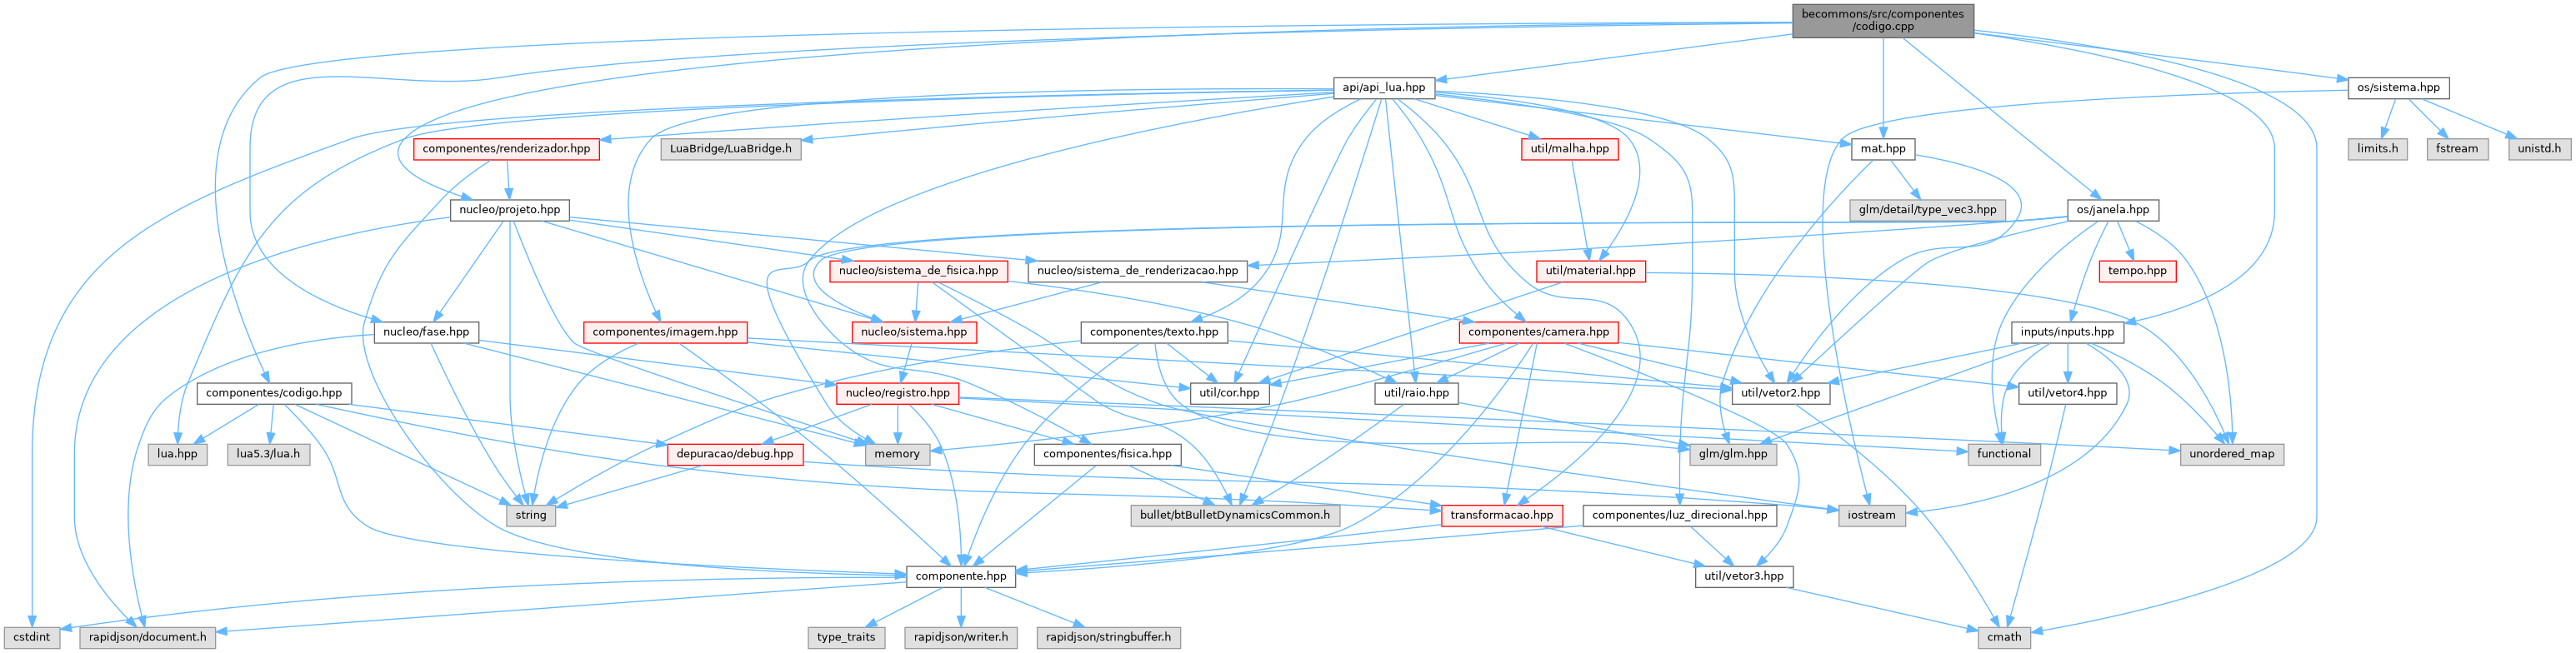 becommons/src/componentes
/codigo.cpp
api/api_lua.hpp
os/sistema.hpp
componentes/renderizador.hpp
LuaBridge/LuaBridge.h
util/malha.hpp
mat.hpp
limits.h
fstream
unistd.h
nucleo/projeto.hpp
glm/detail/type_vec3.hpp
os/janela.hpp
nucleo/sistema_de_fisica.hpp
nucleo/sistema_de_renderizacao.hpp
util/material.hpp
tempo.hpp
nucleo/fase.hpp
componentes/imagem.hpp
nucleo/sistema.hpp
componentes/texto.hpp
componentes/camera.hpp
inputs/inputs.hpp
componentes/codigo.hpp
nucleo/registro.hpp
util/cor.hpp
util/raio.hpp
util/vetor2.hpp
util/vetor4.hpp
lua.hpp
lua5.3/lua.h
depuracao/debug.hpp
memory
componentes/fisica.hpp
glm/glm.hpp
functional
unordered_map
string
bullet/btBulletDynamicsCommon.h
transformacao.hpp
componentes/luz_direcional.hpp
iostream
componente.hpp
util/vetor3.hpp
cstdint
rapidjson/document.h
type_traits
rapidjson/writer.h
rapidjson/stringbuffer.h
cmath